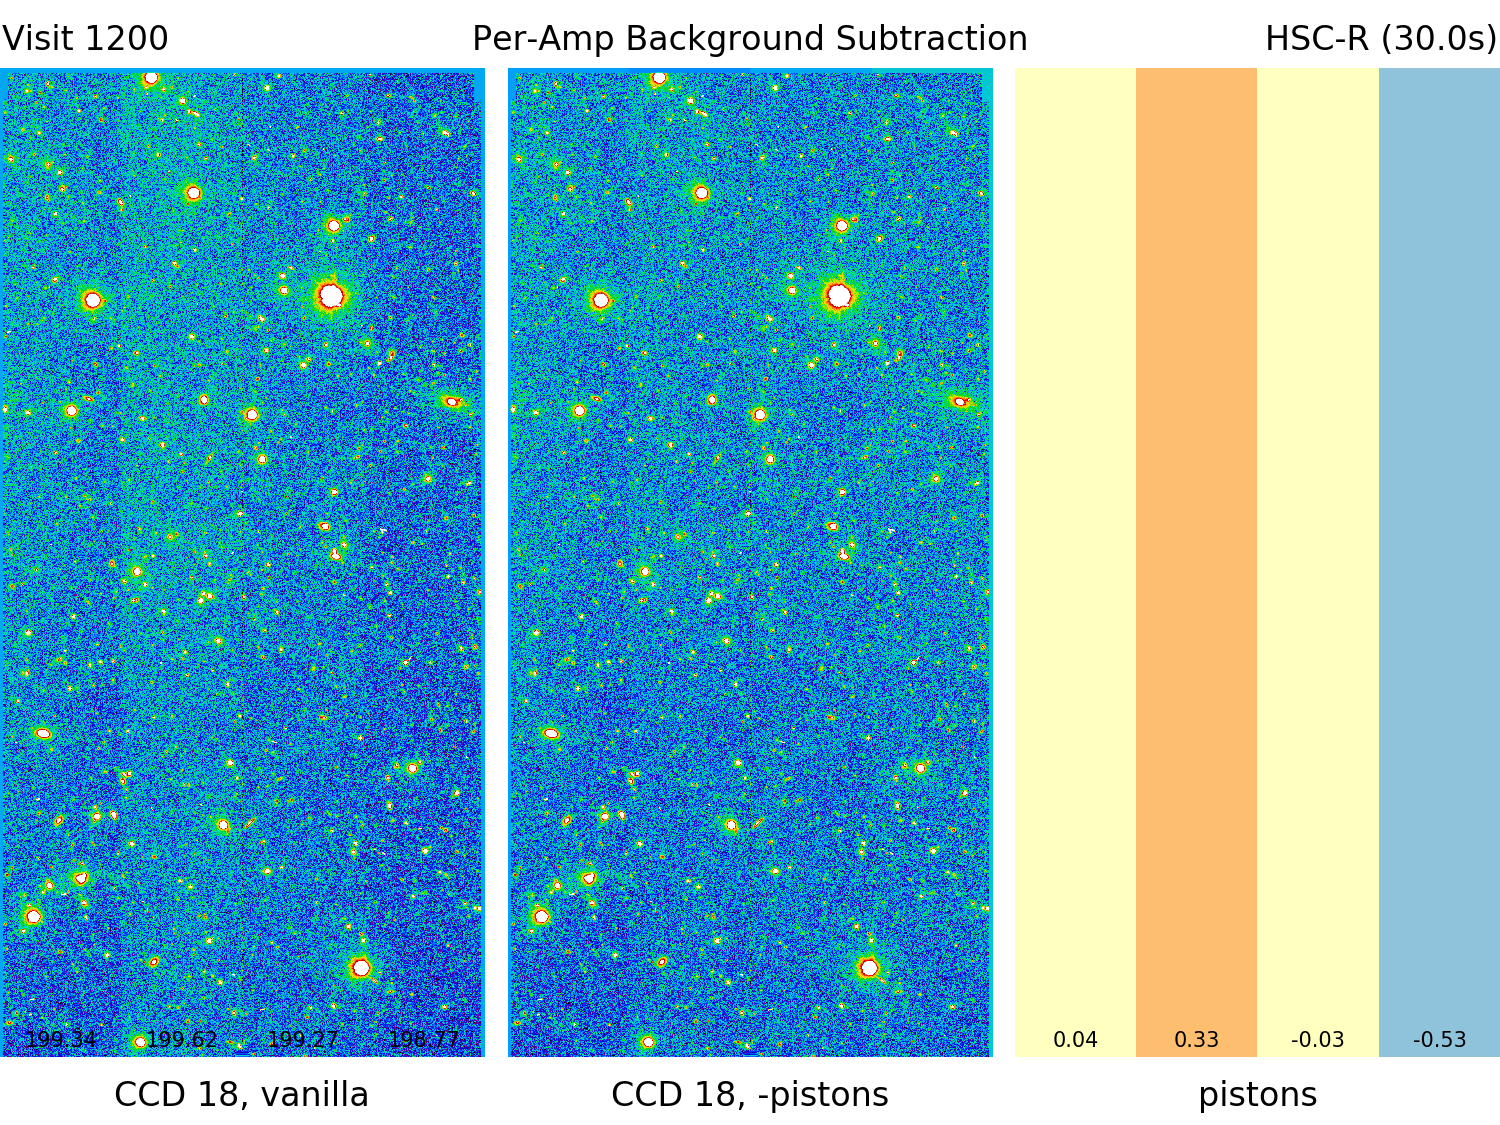 Visit 1200 Per-Amp Background Subtraction HSC-R (30.0s)
199.34 199.62 199.27 198.77 0.04 0.33 -0.03 -0.53
CCD 18, vanilla CCD 18, -pistons pistons